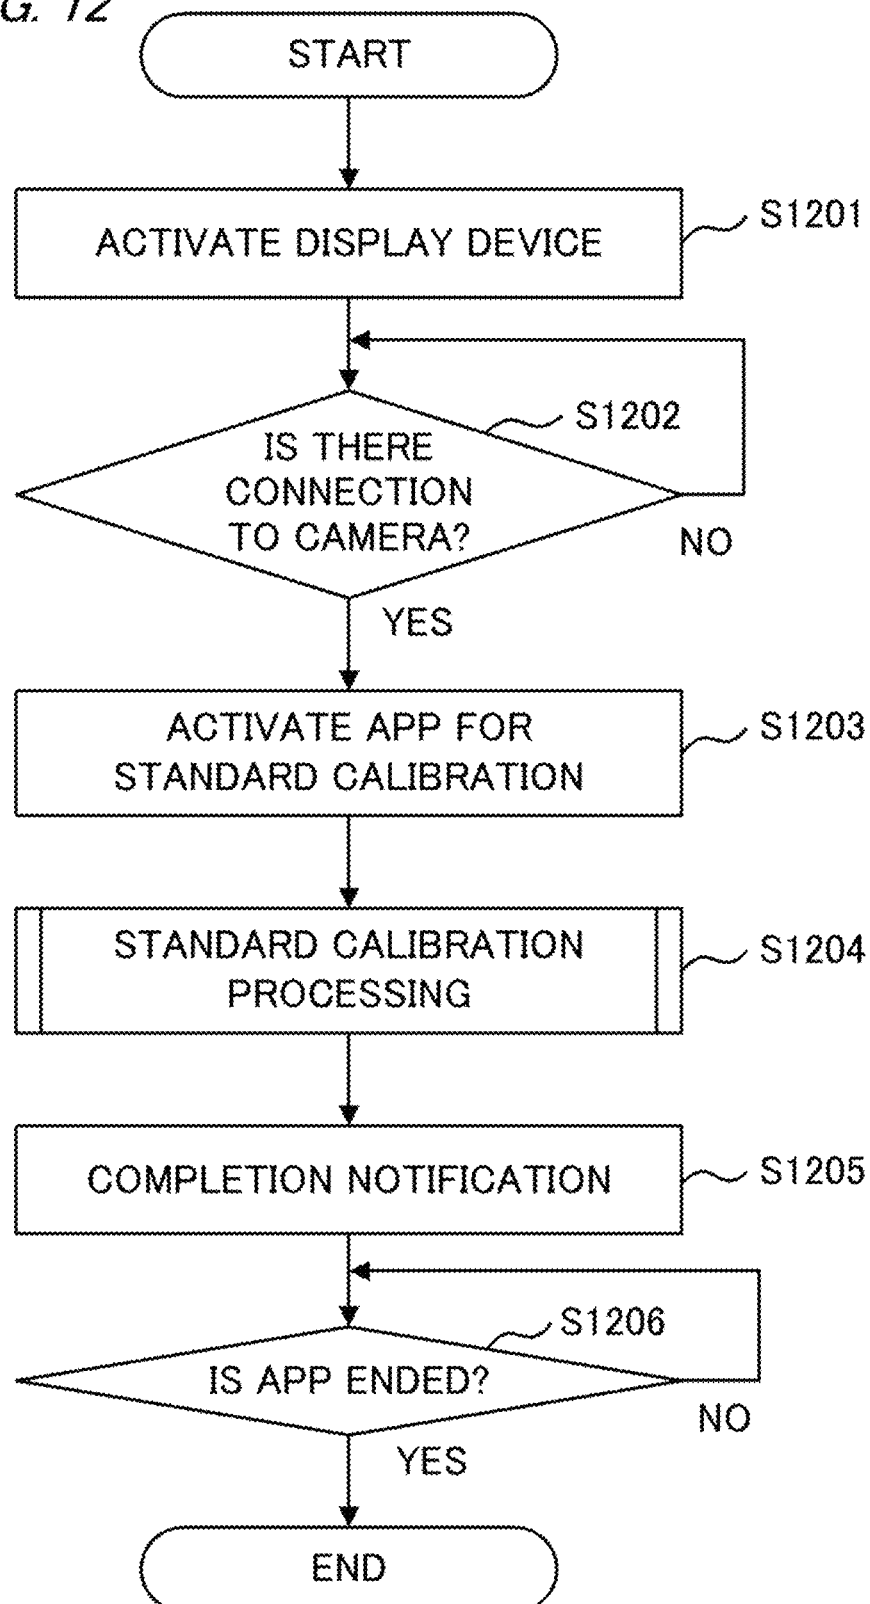 G. 12
START
ACTIVATE DISPLAY DEVICE
S1201
S1202
IS THERE
CONNECTION
TO CAMERA?
NO
YES
ACTIVATE APP FOR
STANDARD CALIBRATION
S1203
STANDARD CALIBRATION
PROCESSING
S1204
COMPLETION NOTIFICATION
S1205
S1206
IS APP ENDED?
NO
YES
END